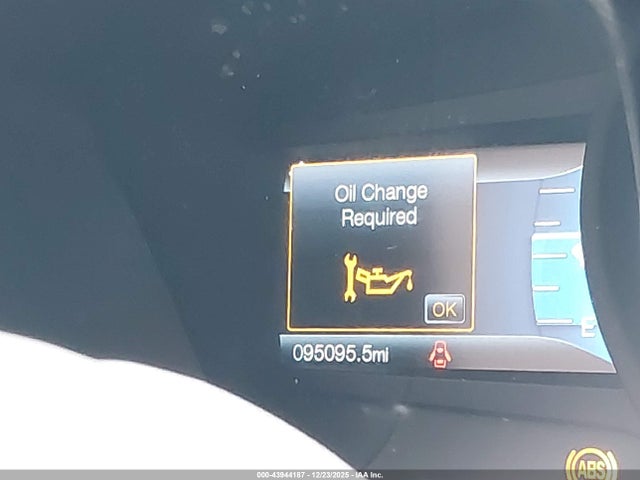 Oil Change
Required
OK
095095.5mi
E
ABS
000-43944187 - 12/23/2025 - IAA Inc.